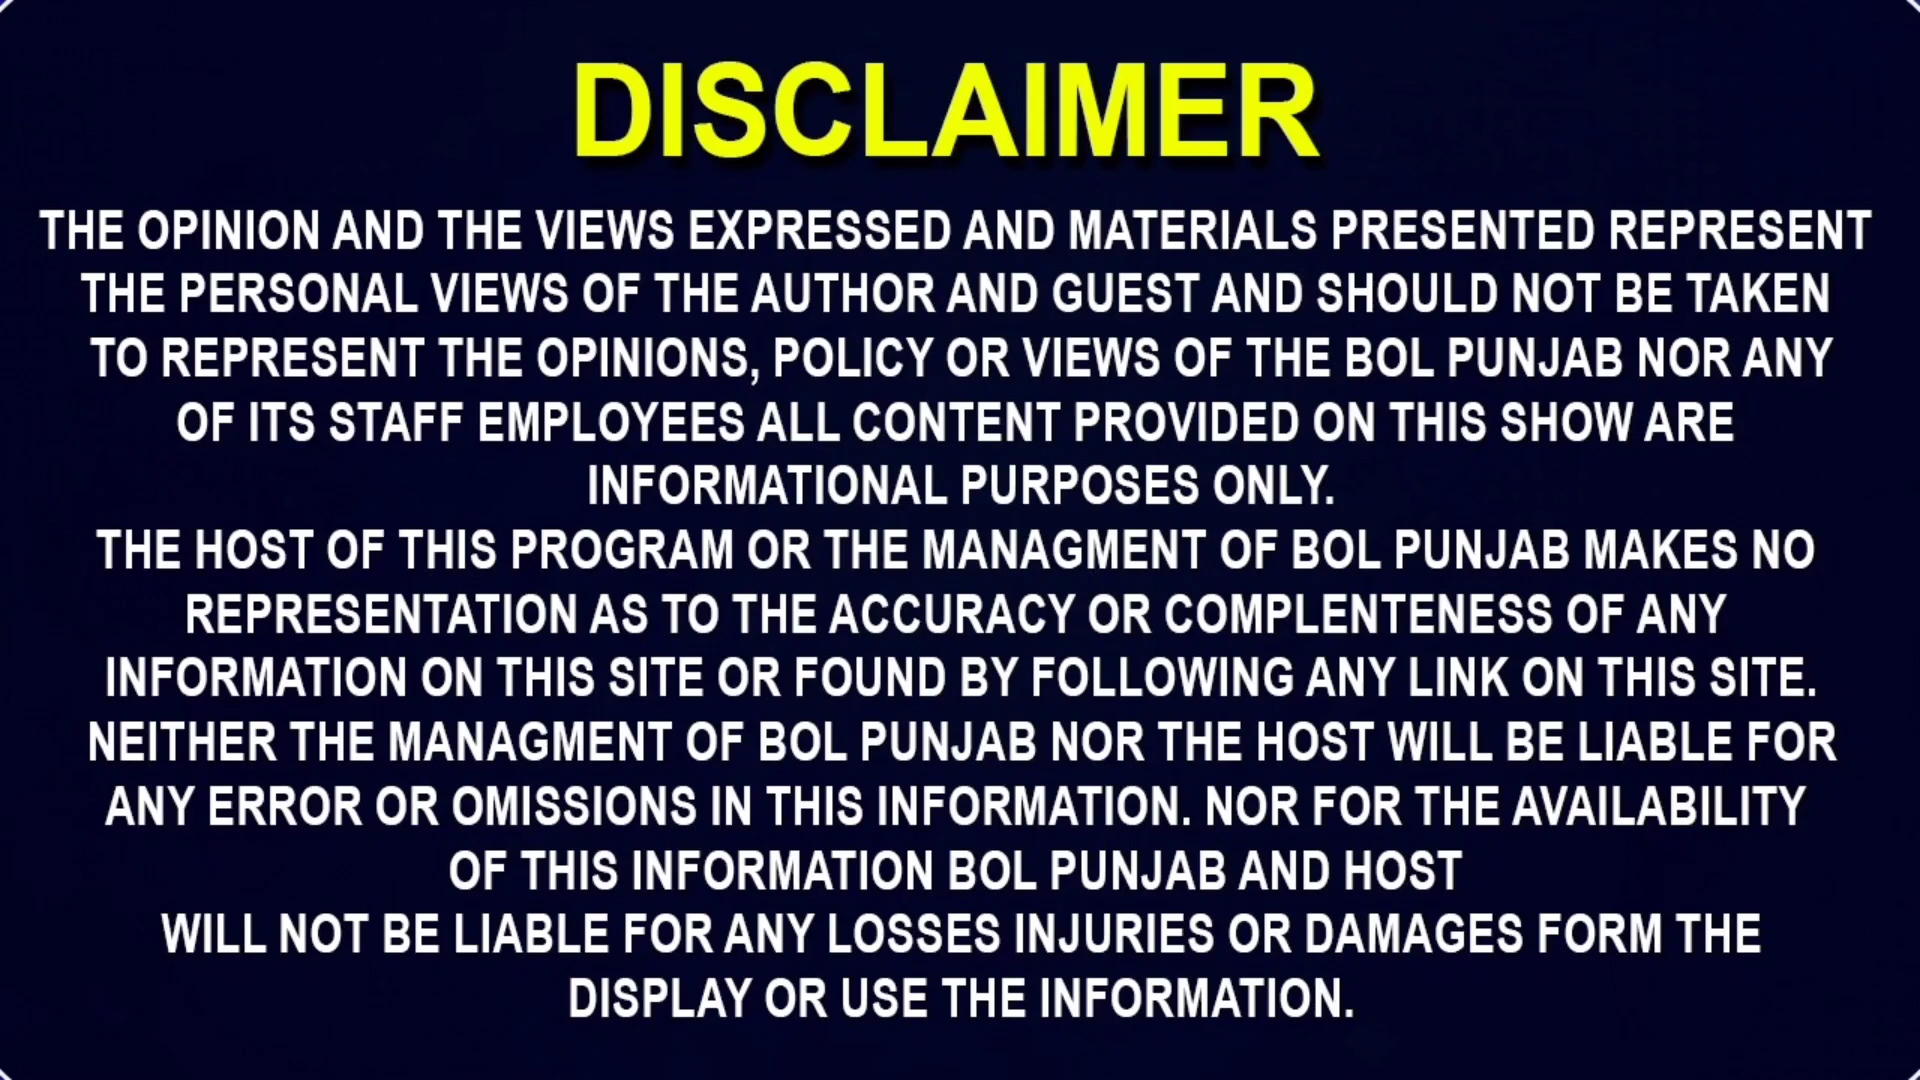 DISCLAIMER
THE OPINION AND THE VIEWS EXPRESSED AND MATERIALS PRESENTED REPRESENT
THE PERSONAL VIEWS OF THE AUTHOR AND GUEST AND SHOULD NOT BE TAKEN
TO REPRESENT THE OPINIONS, POLICY OR VIEWS OF THE BOL PUNJAB NOR ANY
OF ITS STAFF EMPLOYEES ALL CONTENT PROVIDED ON THIS SHOW ARE
INFORMATIONAL PURPOSES ONLY.
THE HOST OF THIS PROGRAM OR THE MANAGMENT OF BOL PUNJAB MAKES NO
REPRESENTATION AS TO THE ACCURACY OR COMPLENTENESS OF ANY
INFORMATION ON THIS SITE OR FOUND BY FOLLOWING ANY LINK ON THIS SITE.
NEITHER THE MANAGMENT OF BOL PUNJAB NOR THE HOST WILL BE LIABLE FOR
ANY ERROR OR OMISSIONS IN THIS INFORMATION. NOR FOR THE AVAILABILITY
OF THIS INFORMATION BOL PUNJAB AND HOST
WILL NOT BE LIABLE FOR ANY LOSSES INJURIES OR DAMAGES FORM THE
DISPLAY OR USE THE INFORMATION.